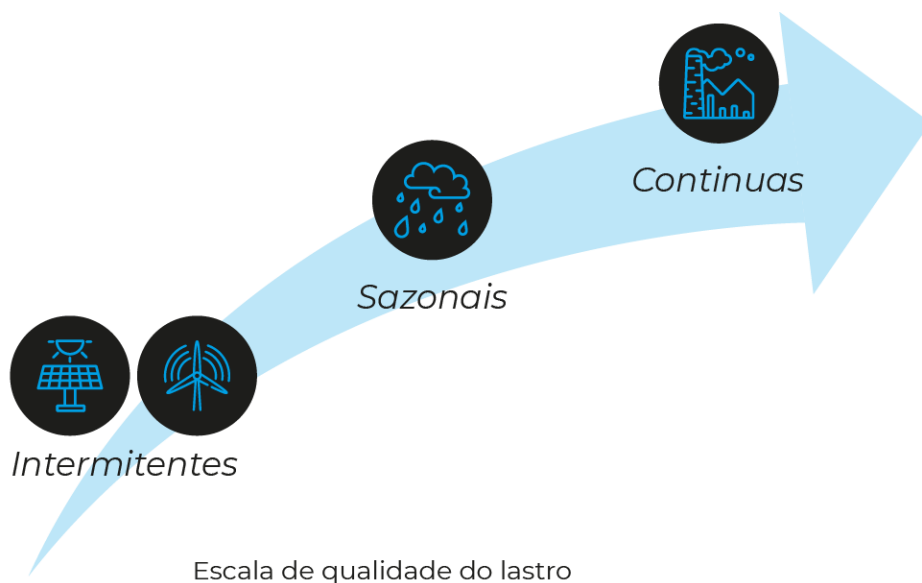 Continuas
Sazonais
Intermitentes
Escala de qualidade do lastro